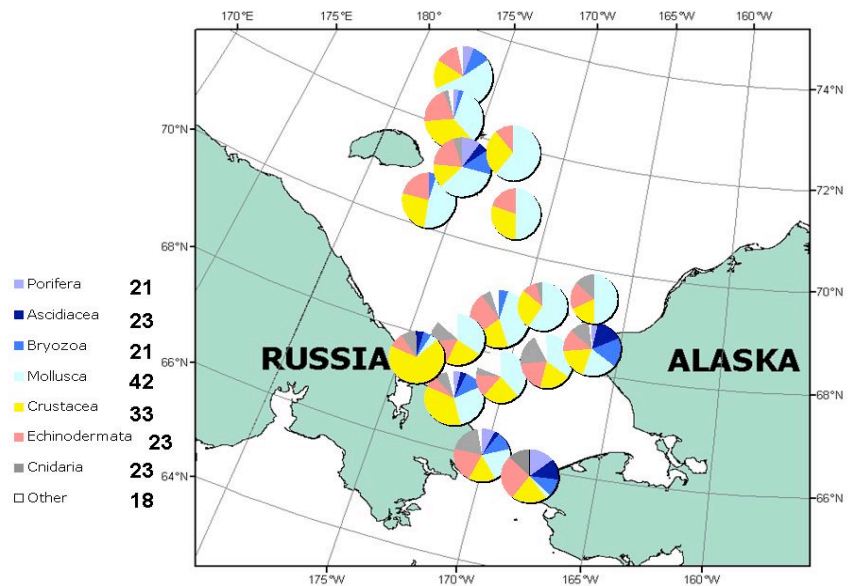 170°E 175°E 180° 175°W 170°W 165°W 160°W
74°N
70°N
72°N
68°N
70°N
Porifera 21
Ascidiacea 23
Bryozoa 21
66°N
RUSSIA ALASKA
Mollusca 42
68°N
Crustacea 33
Echinodermata 23
Cnidaria 23
64°N
66°N
Other 18
175°W 170°W 165°W 160°W